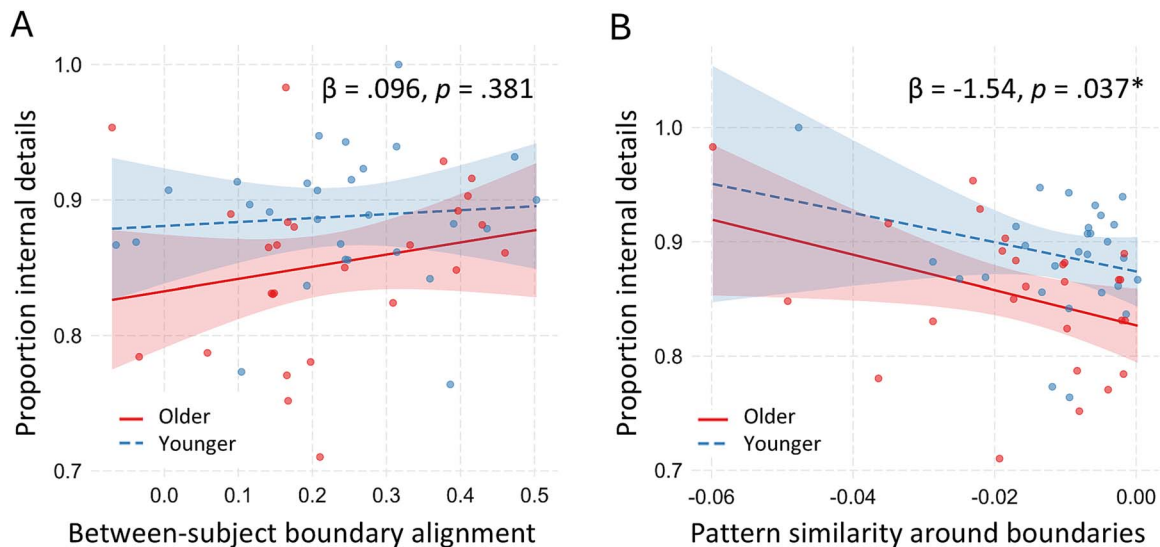 A
β = .096, p = .381
Proportion internal details
1.0
0.9
0.8
0.7
Older
Younger
0.0 0.1 0.2 0.3 0.4 0.5
Between-subject boundary alignment
B
β = -1.54, p = .037*
Proportion internal details
1.0
0.9
0.8
0.7
Older
Younger
-0.06 -0.04 -0.02 0.00
Pattern similarity around boundaries